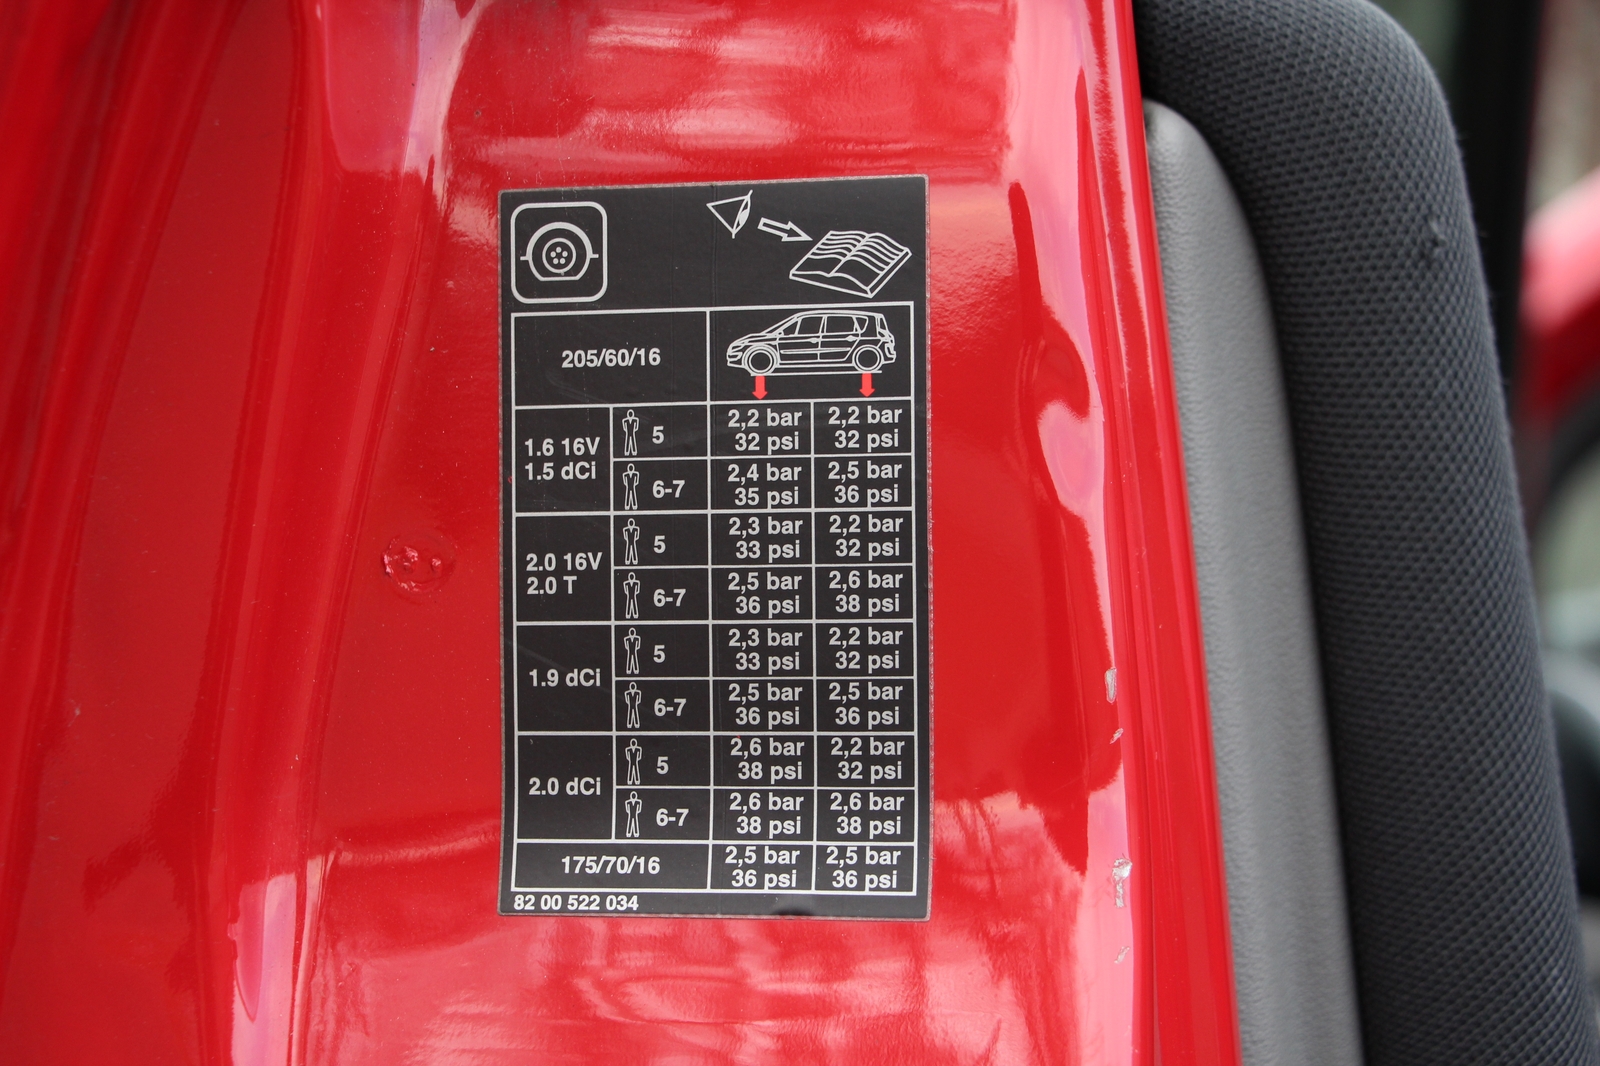 205/60/16
1.6 16V
1.5 dCi
5
2,2 bar
32 psi
2,2 bar
32 psi
6-7
2,4 bar
35 psi
2,5 bar
36 psi
2.0 16V
2.0 T
5
2,3 bar
33 psi
2,2 bar
32 psi
6-7
2,5 bar
36 psi
2,6 bar
38 psi
1.9 dCi
5
2,3 bar
33 psi
2,2 bar
32 psi
6-7
2,5 bar
36 psi
2,5 bar
36 psi
2.0 dCi
5
2,6 bar
38 psi
2,2 bar
32 psi
6-7
2,6 bar
38 psi
2,6 bar
38 psi
175/70/16
2,5 bar
36 psi
2,5 bar
36 psi
82 00 522 034